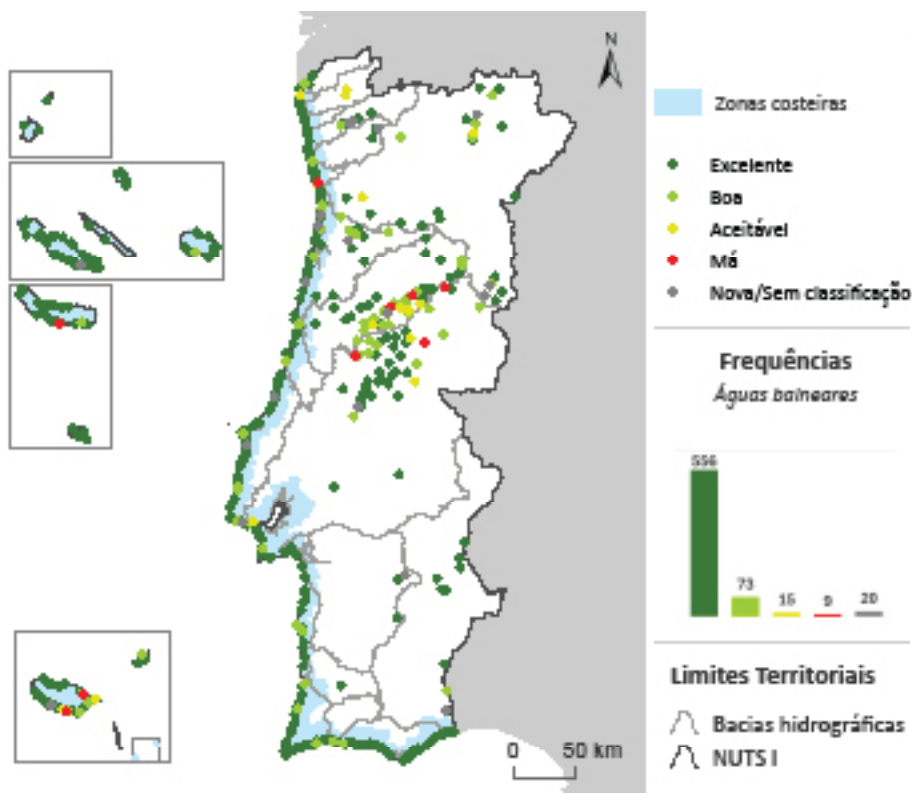 N
Zonas costeiras
Excelente
Boa
Aceitável
Má
Nova/Sem classificação
Frequências
Águas balneares
556
73
15
9
20
Limites Territoriais
Bacias hidrográficas
NUTS I
0 50 km